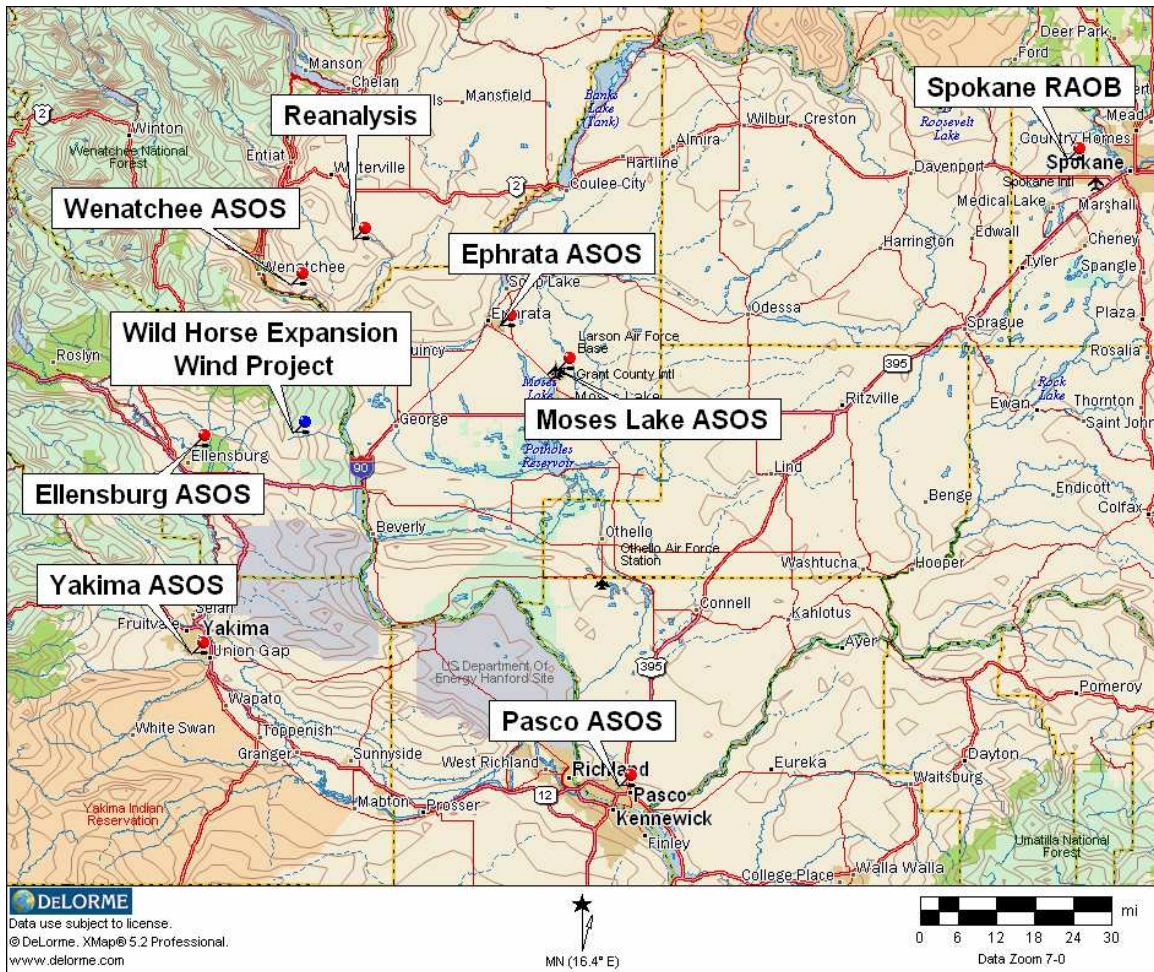 Deer Park
Ford
Manson
Chelan
Mansfield
Banks
Lake
(Tank)
Spokane RAOB
Reanalysis
2
Winton
Wenatchee National
Forest
Entiat
Waterville
Almira
Wilbur
Creston
Roosevelt
Lake
Mead
Country Homes
Hartline
2
Coulee City
Davenport
Spokane
Spokane Intl
Medical Lake
Marshall
Wenatchee ASOS
Ephrata ASOS
Harrington
Edwall
Cheney
Wenatchee
Tyler
Spangle
Soap Lake
Ephrata
Odessa
Plaza
Wild Horse Expansion
Wind Project
Larson Air Force
Base
Sprague
Roslyn
Grant County Intl
395
Rosalia
Moses
Lake
Moses Lake
Rock
Lake
Ritzville
Ewan
Thornton
George
Moses Lake ASOS
Saint John
Ellensburg
90
Potholes
Reservoir
Lind
Ellensburg ASOS
Benge
Endicott
Colfax
Beverly
Othello
Othello Air Force
Station
Washtucna
Hooper
Yakima ASOS
Selah
Fruitvale
Yakima
Connell
Kahlotus
Union Gap
Ayer
US Department Of
Energy Hanford Site
395
Wapato
Pomeroy
White Swan
Pasco ASOS
Toppenish
Granger
Sunnyside
West Richland
Richland
Eureka
Dayton
Waitsburg
12
Pasco
Mabton
Prosser
Kennewick
Yakima Indian
Reservation
Finley
Umatilla National
Forest
College Place
Walla Walla
DELORME
Data use subject to license.
© DeLorme. XMap® 5.2 Professional.
www.delorme.com
MN (16.4° E)
mi
0 6 12 18 24 30
Data Zoom 7-0